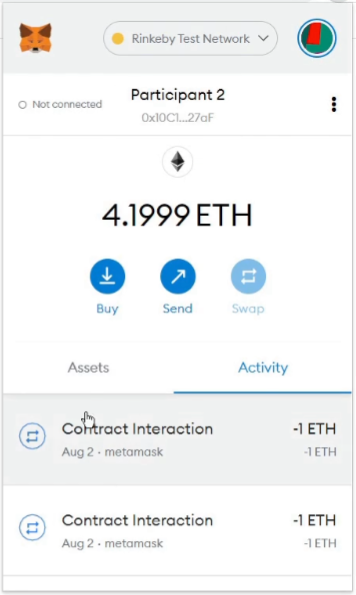 Rinkeby Test Network
Not connected
Participant 2
0x10C1...27aF
4.1999 ETH
Buy Send Swap
Assets Activity
Contract Interaction -1 ETH
Aug 2 · metamask -1 ETH
Contract Interaction -1 ETH
Aug 2 · metamask -1 ETH